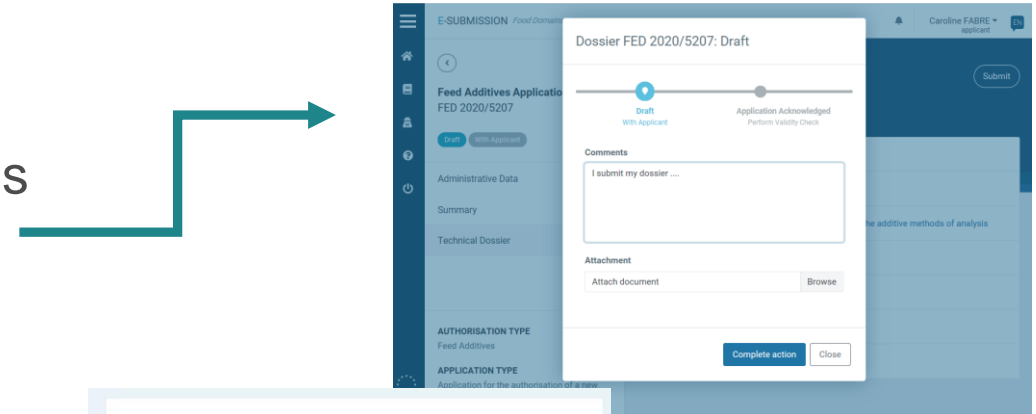 E-SUBMISSION Food Domain
Caroline FABRE
applicant
EN
Dossier FED 2020/5207: Draft
Submit
Feed Additives Applicatio
FED 2020/5207
Draft With Applicant
Draft
With Applicant
Application Acknowledged
Perform Validity Check
s
Comments
I submit my dossier ....
Administrative Data
Summary
Technical Dossier
he additive methods of analysis
Attachment
Attach document
Browse
AUTHORISATION TYPE
Feed Additives
Complete action
Close
APPLICATION TYPE
Application for the authorisation of a new